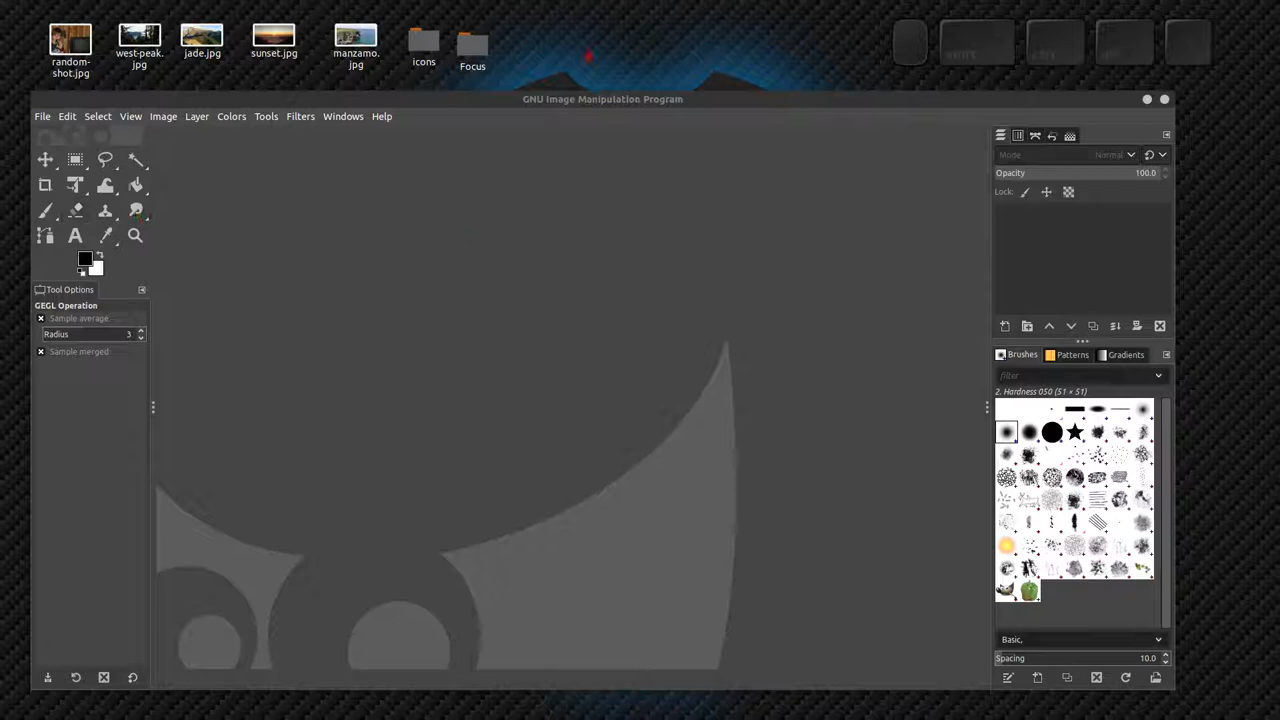 random-
shot.jpg
west-peak.
jpg
jade.jpg
sunset.jpg
manzamo.
jpg
icons
Focus
GNU Image Manipulation Program
File Edit Select View Image Layer Colors Tools Filters Windows Help
Tool Options
GEGL Operation
Sample average
Radius 3
Sample merged
Mode Normal
Opacity 100.0
Lock:
Brushes Patterns Gradients
filter
2. Hardness 050 (51 × 51)
Basic,
Spacing 10.0